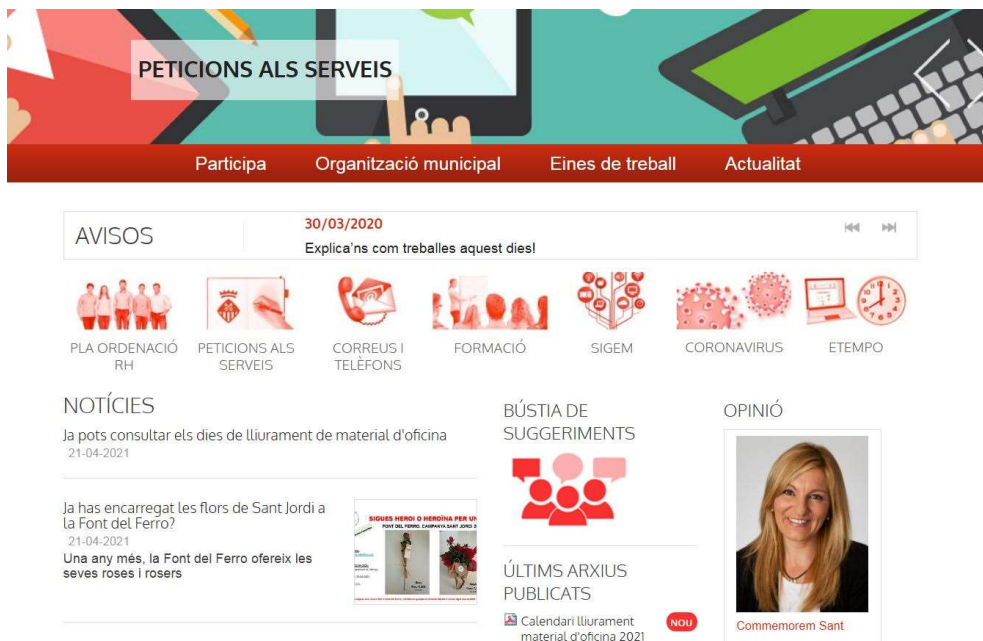 PETICIONS ALS SERVEIS
Participa
Organització municipal
Eines de treball
Actualitat
AVISOS
30/03/2020
Explica'ns com treballes aquest dies!
PLA ORDENACIÓ
RH
PETICIONS ALS
SERVEIS
CORREUS I
TELÈFONS
FORMACIÓ
SIGEM
CORONAVIRUS
ETEMPO
NOTÍCIES
Ja pots consultar els dies de lliurament de material d'oficina
21-04-2021
Ja has encarregat les flors de Sant Jordi a
la Font del Ferro?
21-04-2021
Una any més, la Font del Ferro ofereix les
seves roses i rosers
SIGUES HEROI O HEROÏNA PER UN
FONT DEL FERRO. CAMPANYA SANT JORDI
BÚSTIA DE
SUGGERIMENTS
ÚLTIMS ARXIUS
PUBLICATS
Calendari lliurament
material d'oficina 2021
NOU
OPINIÓ
Commemorem Sant